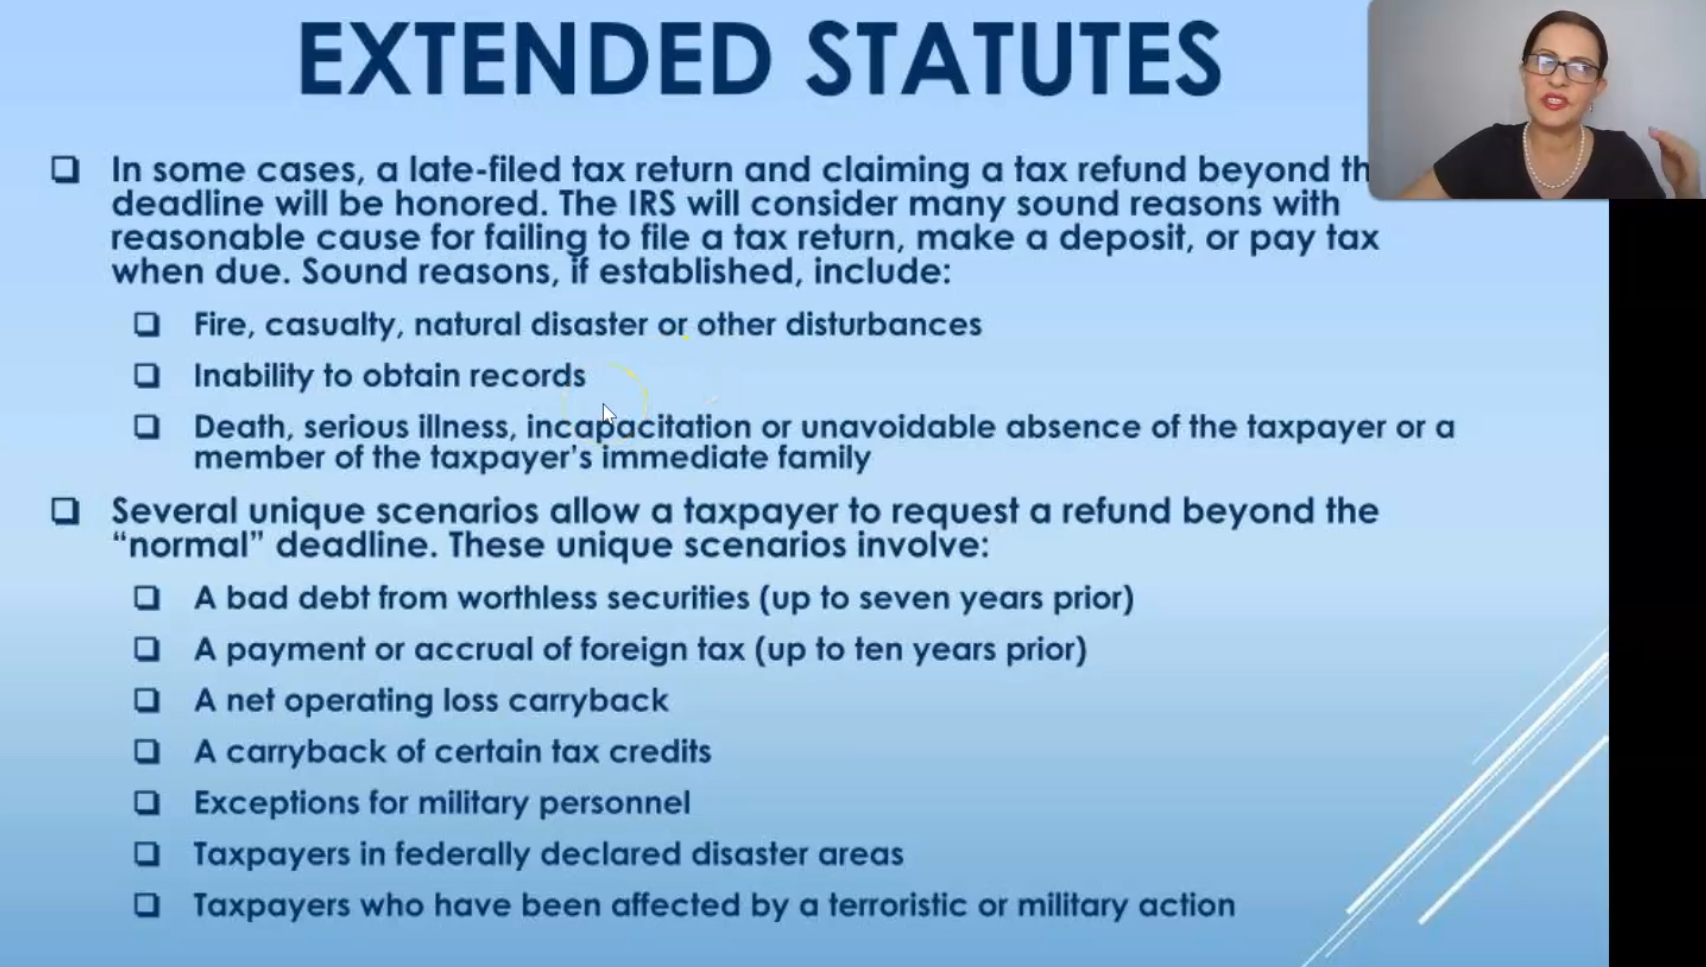 EXTENDED STATUTES
In some cases, a late-filed tax return and claiming a tax refund beyond
deadline will be honored. The IRS will consider many sound reasons with
reasonable cause for failing to file a tax return, make a deposit, or pay tax
when due. Sound reasons, if established, include:
Fire, casualty, natural disaster or other disturbances
Inability to obtain records
Death, serious illness, incapacitation or unavoidable absence of the taxpayer or a
member of the taxpayer's immediate family
Several unique scenarios allow a taxpayer to request a refund beyond the
“normal” deadline. These unique scenarios involve:
A bad debt from worthless securities (up to seven years prior)
A payment or accrual of foreign tax (up to ten years prior)
A net operating loss carryback
A carryback of certain tax credits
Exceptions for military personnel
Taxpayers in federally declared disaster areas
Taxpayers who have been affected by a terroristic or military action